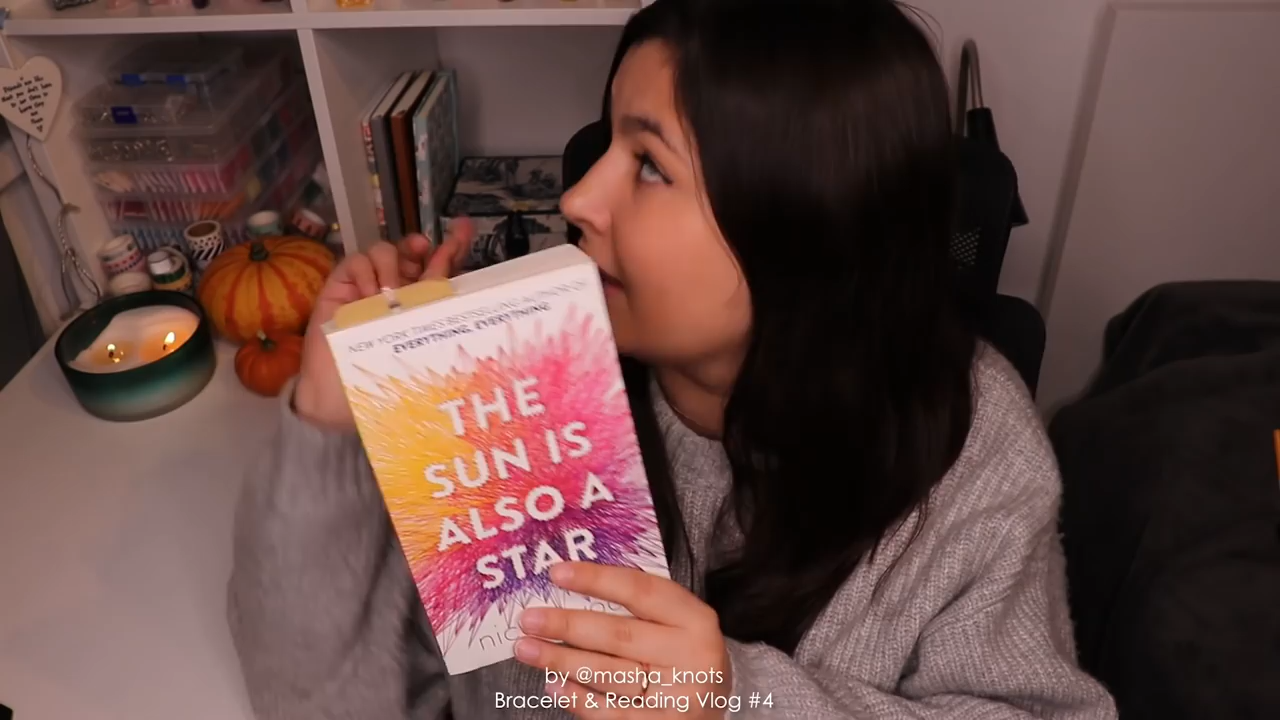 NEW YORK TIMES BESTSELLING AUTHOR OF
EVERYTHING, EVERYTHING
THE
SUN IS
ALSO A
STAR
by @masha_knots
Bracelet & Reading Vlog #4